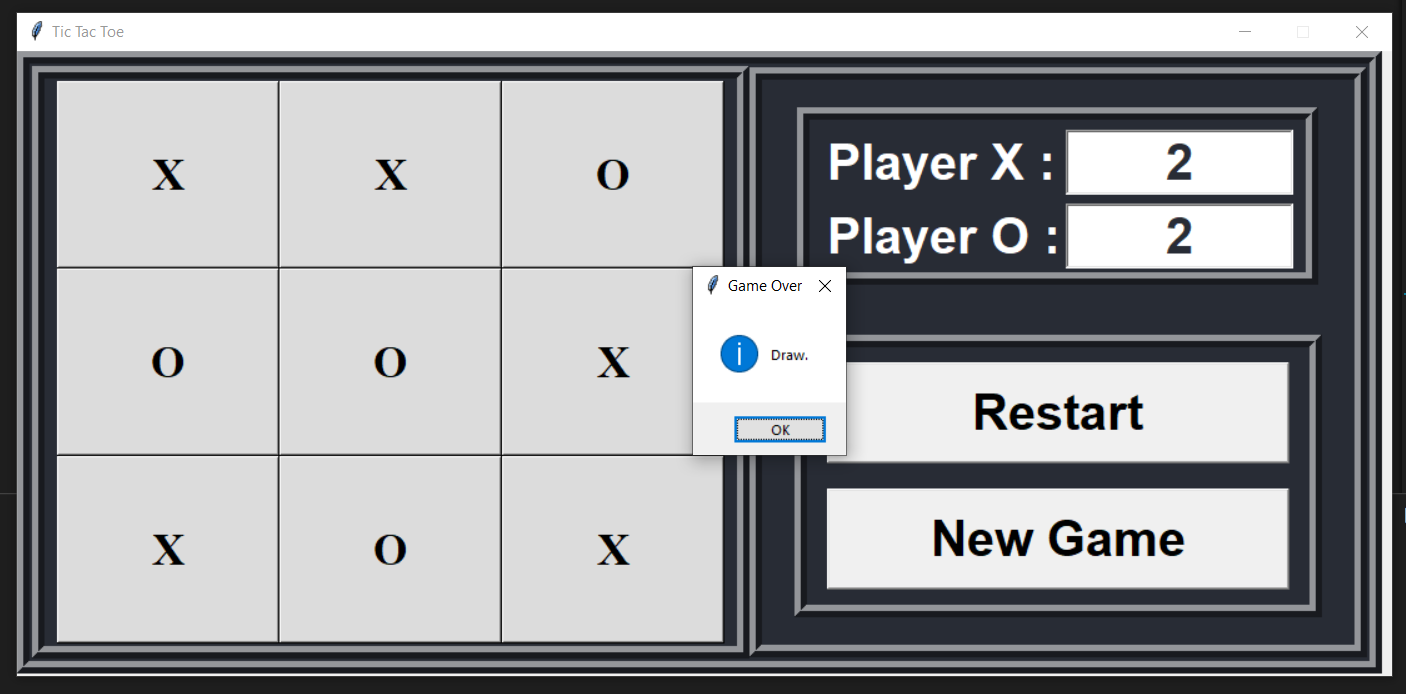 Tic Tac Toe
X X O
O O X
X O X
Player X : 2
Player O : 2
Game Over
Draw.
OK
Restart
New Game